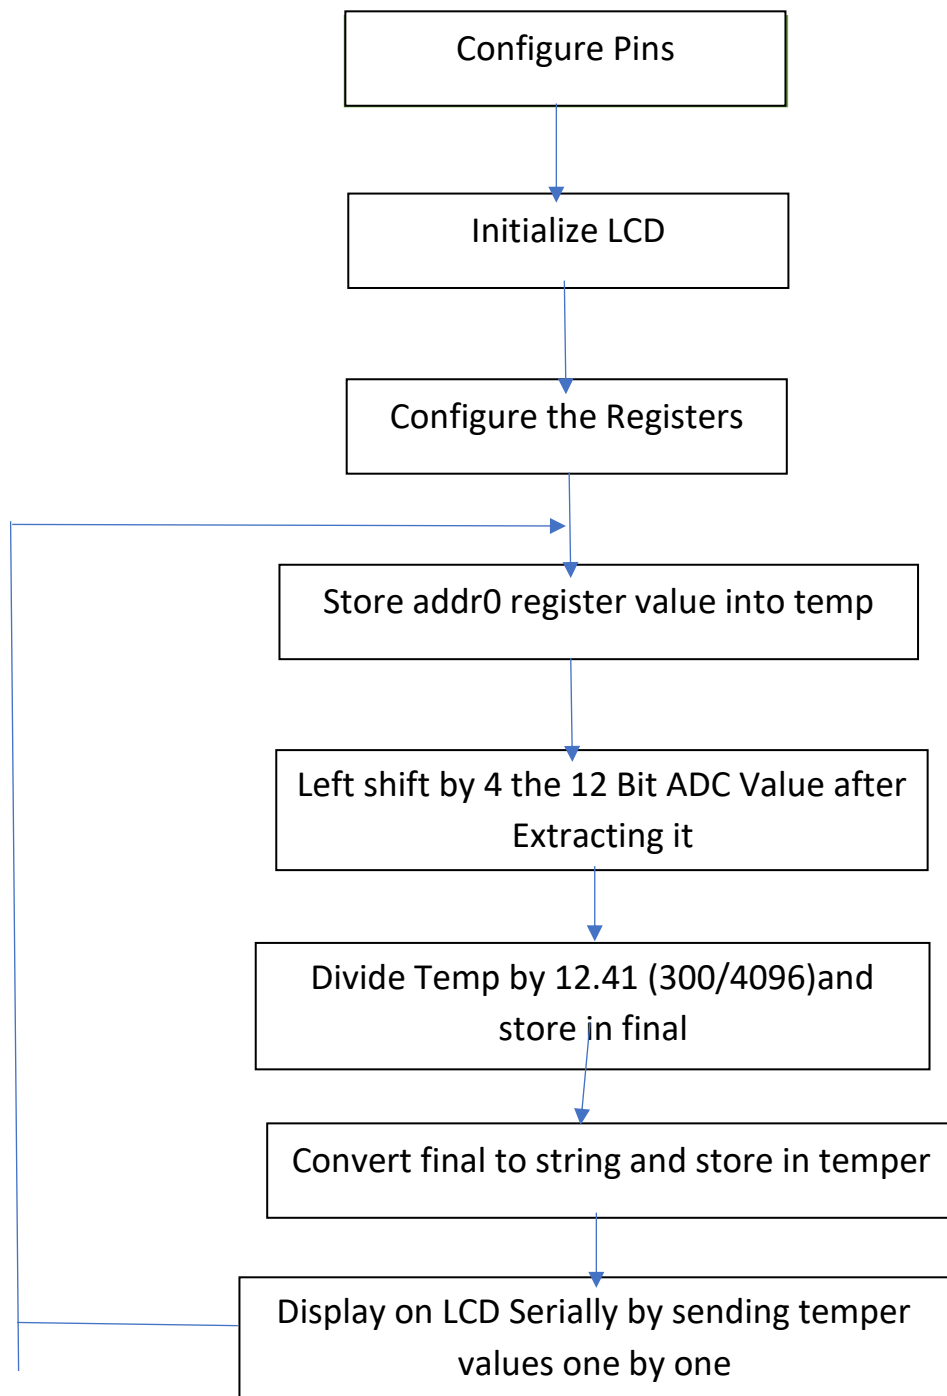 Configure Pins
Initialize LCD
Configure the Registers
Store addr0 register value into temp
Left shift by 4 the 12 Bit ADC Value after
Extracting it
Divide Temp by 12.41 (300/4096)and
store in final
Convert final to string and store in temper
Display on LCD Serially by sending temper
values one by one